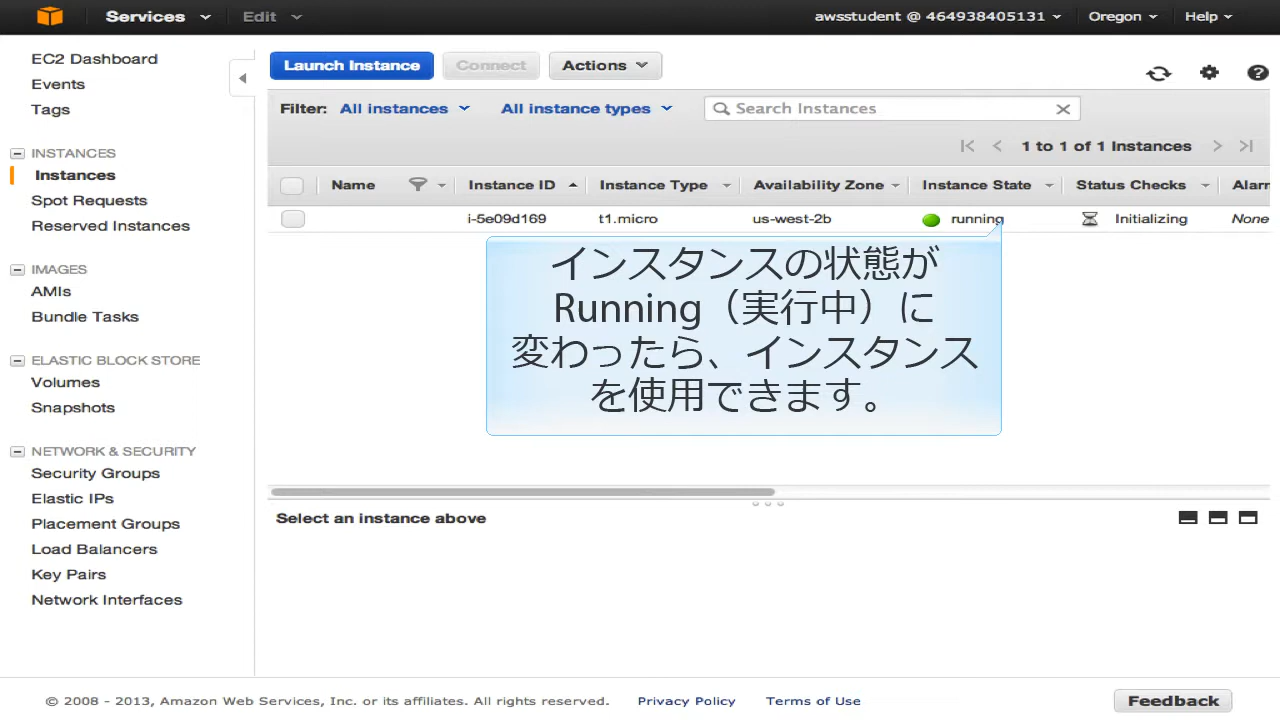 Services Edit awsstudent @ 464938405131 Oregon Help
EC2 Dashboard
Events
Tags
INSTANCES
Instances
Spot Requests
Reserved Instances
IMAGES
AMIs
Bundle Tasks
ELASTIC BLOCK STORE
Volumes
Snapshots
NETWORK & SECURITY
Security Groups
Elastic IPs
Placement Groups
Load Balancers
Key Pairs
Network Interfaces
Launch Instance Connect Actions
Filter: All instances All instance types Search Instances
1 to 1 of 1 Instances
Name Instance ID Instance Type Availability Zone Instance State Status Checks Alarr
i-5e09d169 t1.micro us-west-2b running Initializing None
インスタンスの状態が
Running（実行中）に
変わったら、インスタンス
を使用できます。
Select an instance above
© 2008 - 2013, Amazon Web Services, Inc. or its affiliates. All rights reserved. Privacy Policy Terms of Use Feedback